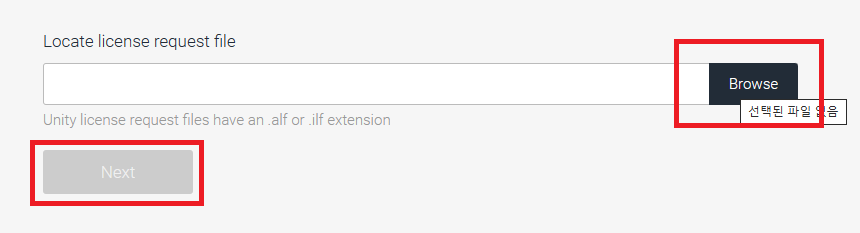 Locate license request file
Browse
선택된 파일 없음
Unity license request files have an .alf or .ilf extension
Next